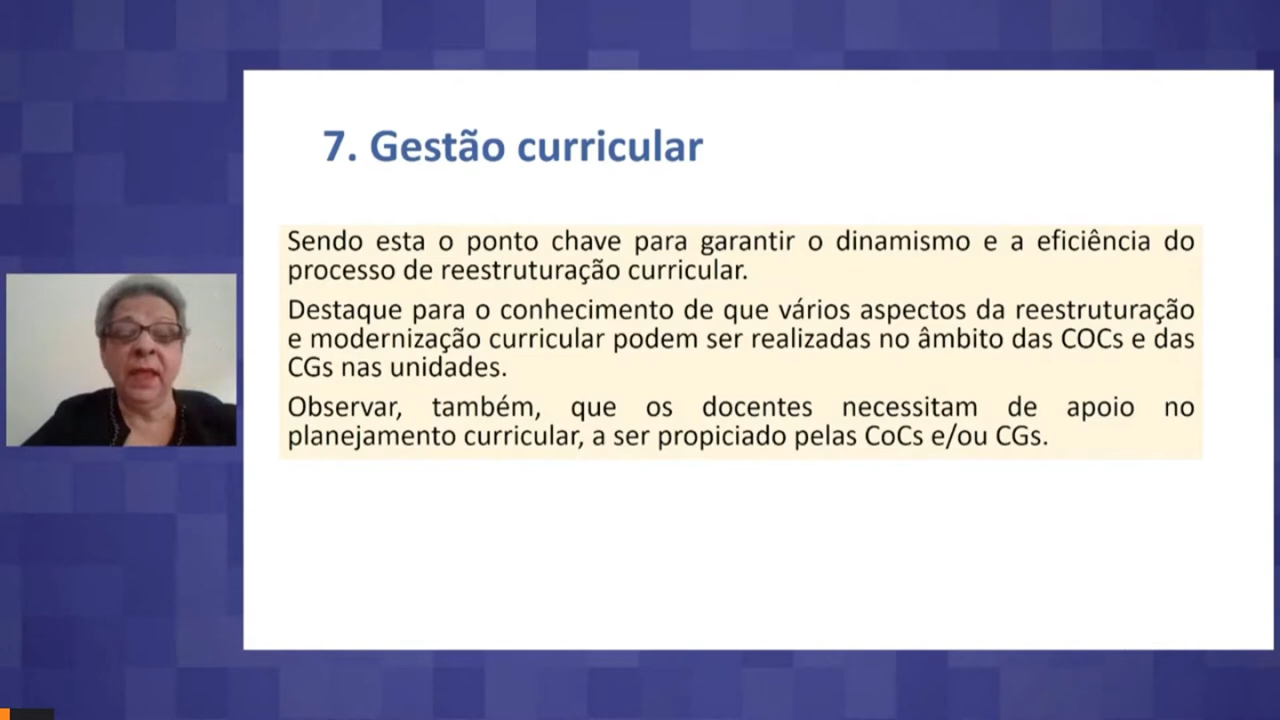 7. Gestão curricular
Sendo esta o ponto chave para garantir o dinamismo e a eficiência do
processo de reestruturação curricular.
Destaque para o conhecimento de que vários aspectos da reestruturação
e modernização curricular podem ser realizadas no âmbito das COCs e das
CGs nas unidades.
Observar, também, que os docentes necessitam de apoio no
planejamento curricular, a ser propiciado pelas CoCs e/ou CGs.